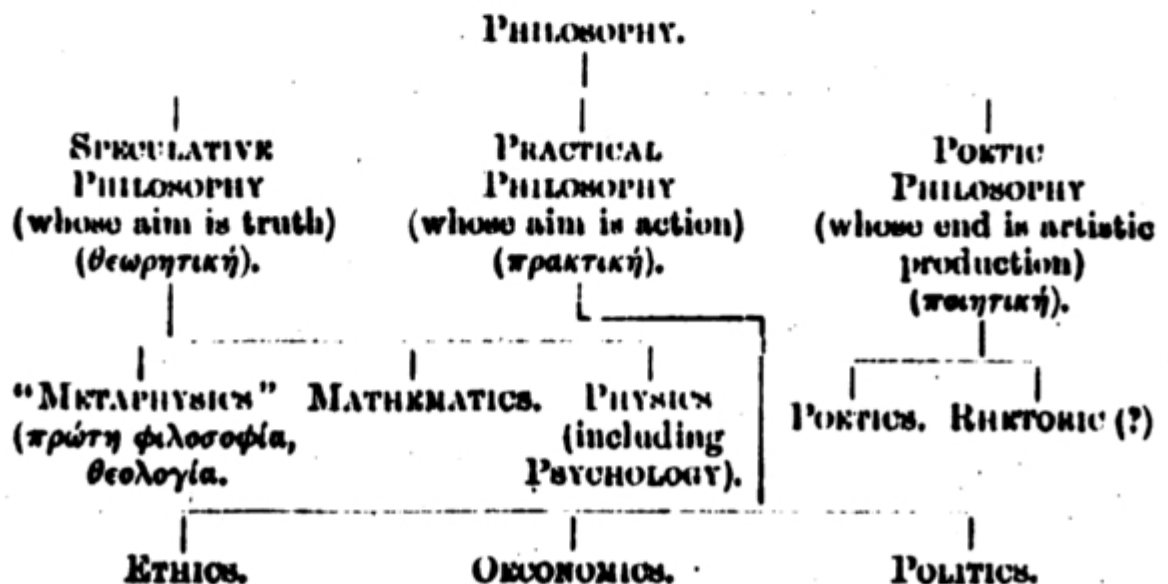 PHILOSOPHY.
SPECULATIVE
PHILOSOPHY
(whose aim is truth)
(θεωρητική).
PRACTICAL
PHILOSOPHY
(whose aim is action)
(πρακτική).
POETIC
PHILOSOPHY
(whose end is artistic
production)
(ποιητική).
"METAPHYSICS"
(πρώτη φιλοσοφία,
θεολογία.
MATHEMATICS.
PHYSICS
(including
PSYCHOLOGY).
POETICS.
RHETORIC (?)
ETHICS.
OECONOMICS.
POLITICS.